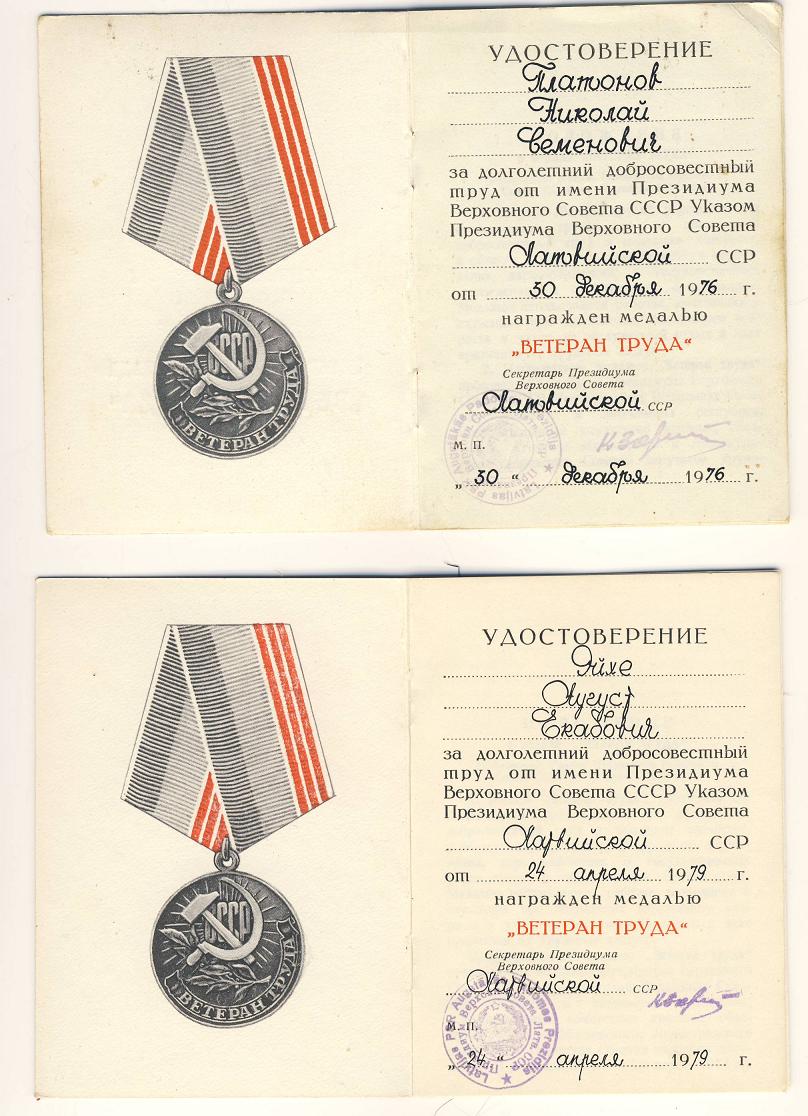 УДОСТОВЕРЕНИЕ
Платонов
Николай
Семенович
за долголетний добросовестный
труд от имени Президиума
Верховного Совета СССР Указом
Президиума Верховного Совета
Латвийской ССР
от 30 декабря 1976 г.
награжден медалью
„ВЕТЕРАН ТРУДА“
Секретарь Президиума
Верховного Совета
Латвийской ССР
М. П.
„30“ декабря 1976 г.
СССР
ВЕТЕРАН ТРУДА
УДОСТОВЕРЕНИЕ
Эйхе
Август
Екабович
за долголетний добросовестный
труд от имени Президиума
Верховного Совета СССР Указом
Президиума Верховного Совета
Латвийской ССР
от 24 апреля 1979 г.
награжден медалью
„ВЕТЕРАН ТРУДА“
Секретарь Президиума
Верховного Совета
Латвийской ССР
М. П.
„24“ апреля 1979 г.
СССР
ВЕТЕРАН ТРУДА